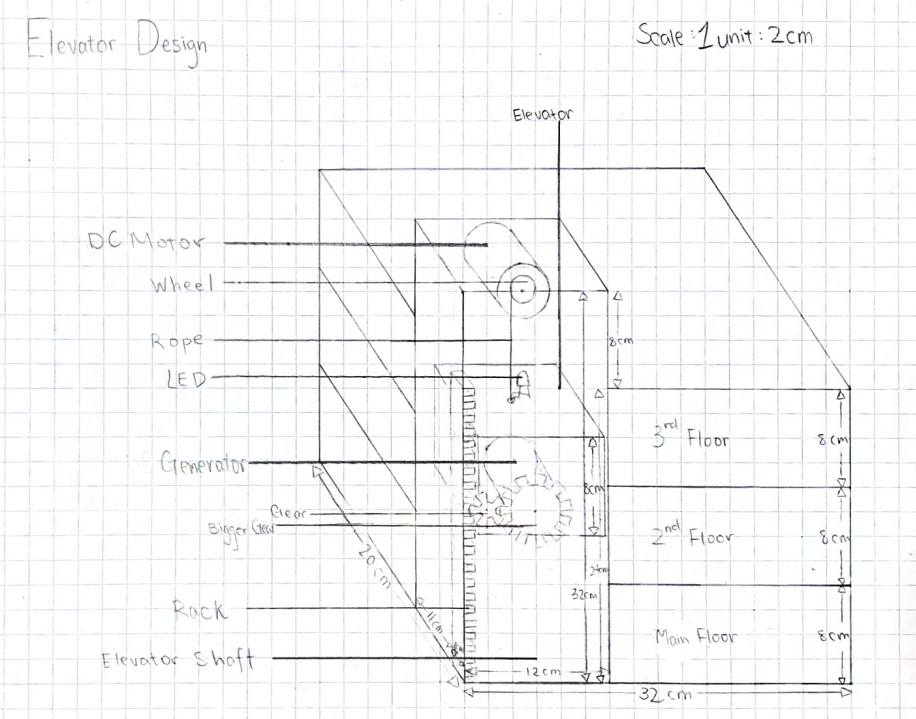 Elevator Design
Scale: 1 unit: 2cm
Elevator
DC Motor
Wheel
Rope
LED
Generator
Gear
Bigger Gear
Rack
Elevator Shaft
8cm
3rd Floor
8cm
8cm
2nd Floor
8cm
24cm
32cm
20 cm
11cm
Main Floor
8cm
12cm
32 cm